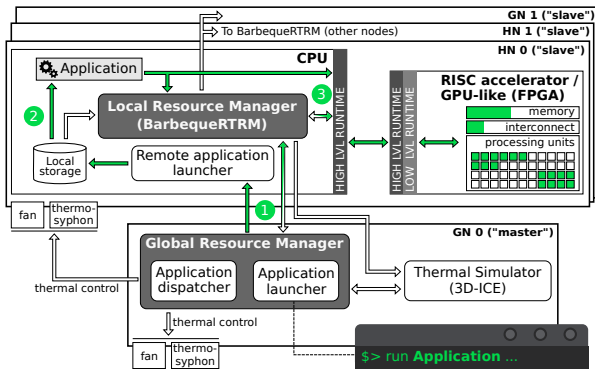 GN 1 ("slave")
To BarbequeRTRM (other nodes)
HN 1 ("slave")
HN 0 ("slave")
CPU
Application
RISC accelerator /
GPU-like (FPGA)
memory
interconnect
processing units
3
2
Local Resource Manager
(BarbequeRTRM)
HIGH LVL RUNTIME
HIGH LVL RUNTIME
LOW LVL RUNTIME
Local
storage
Remote application
launcher
1
fan
thermo-
syphon
GN 0 ("master")
Global Resource Manager
Application
dispatcher
Application
launcher
Thermal Simulator
(3D-ICE)
thermal control
thermal control
fan
thermo-
syphon
$> run Application ...